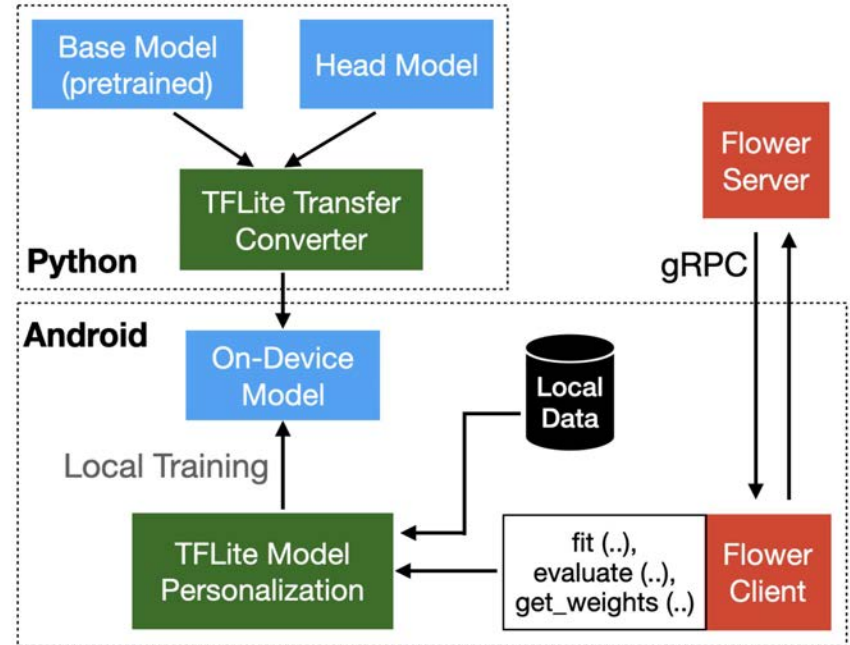 Base Model
(pretrained)
Head Model
TFLite Transfer
Converter
Python
Flower
Server
gRPC
Android
On-Device
Model
Local
Data
Local Training
TFLite Model
Personalization
fit (..),
evaluate (..),
get_weights (..)
Flower
Client